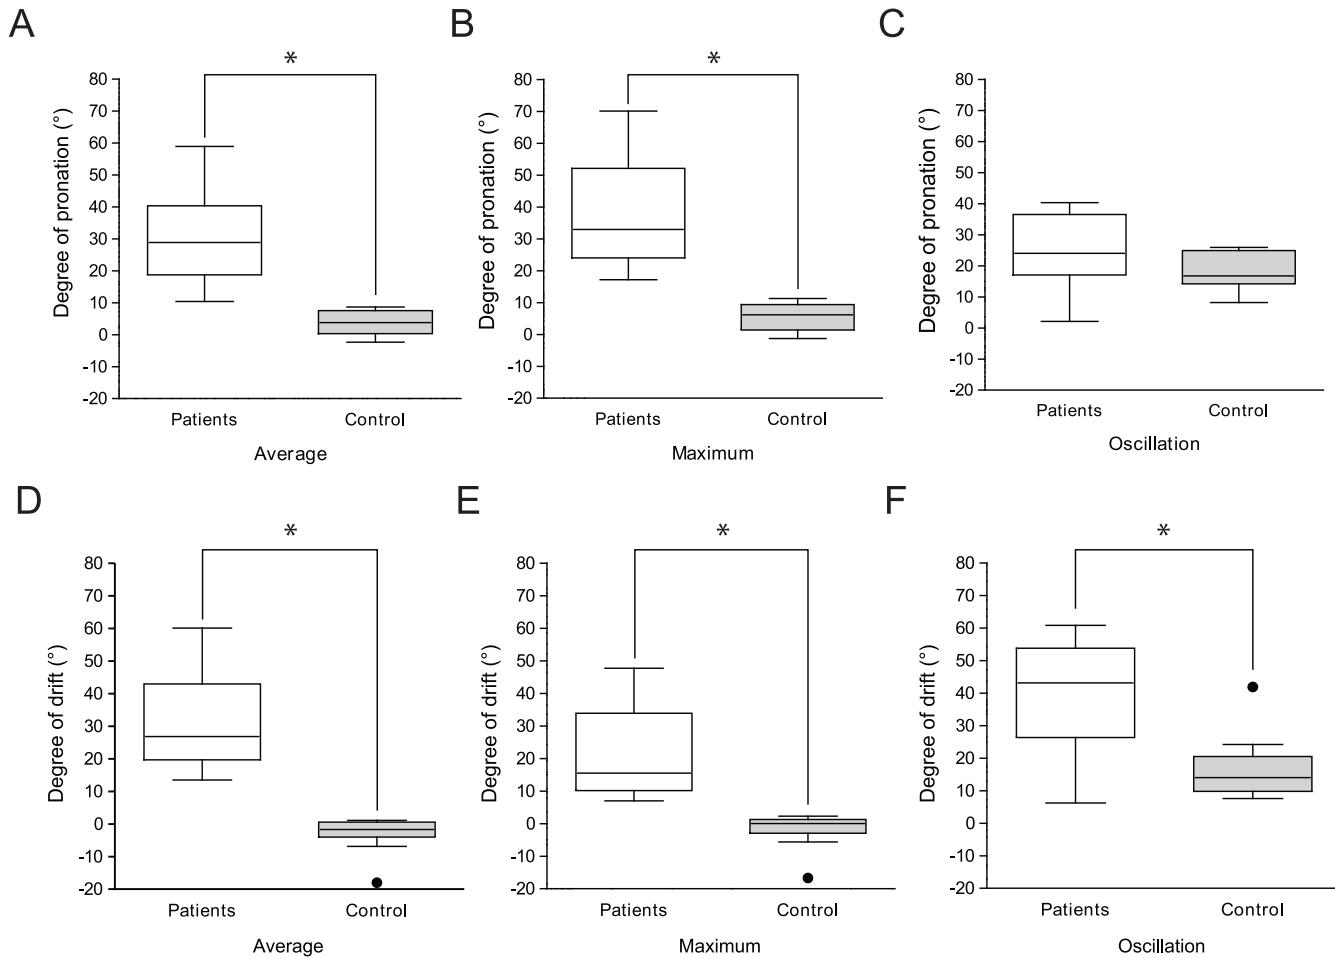 A
B
C
*
*
Degree of pronation (°)
80
70
60
50
40
30
20
10
0
-10
-20
Patients
Control
Average
Degree of pronation (°)
80
70
60
50
40
30
20
10
0
-10
-20
Patients
Control
Maximum
Degree of pronation (°)
80
70
60
50
40
30
20
10
0
-10
-20
Patients
Control
Oscillation
D
E
F
*
*
*
Degree of drift (°)
80
70
60
50
40
30
20
10
0
-10
-20
Patients
Control
Average
Degree of drift (°)
80
70
60
50
40
30
20
10
0
-10
-20
Patients
Control
Maximum
Degree of drift (°)
80
70
60
50
40
30
20
10
0
-10
-20
Patients
Control
Oscillation